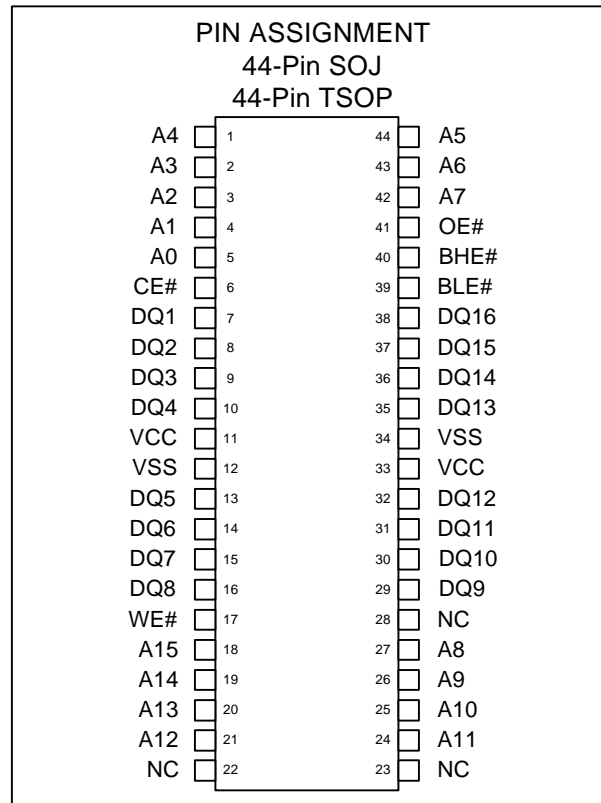 PIN ASSIGNMENT
44-Pin SOJ
44-Pin TSOP
A4 1 44 A5
A3 2 43 A6
A2 3 42 A7
A1 4 41 OE#
A0 5 40 BHE#
CE# 6 39 BLE#
DQ1 7 38 DQ16
DQ2 8 37 DQ15
DQ3 9 36 DQ14
DQ4 10 35 DQ13
VCC 11 34 VSS
VSS 12 33 VCC
DQ5 13 32 DQ12
DQ6 14 31 DQ11
DQ7 15 30 DQ10
DQ8 16 29 DQ9
WE# 17 28 NC
A15 18 27 A8
A14 19 26 A9
A13 20 25 A10
A12 21 24 A11
NC 22 23 NC